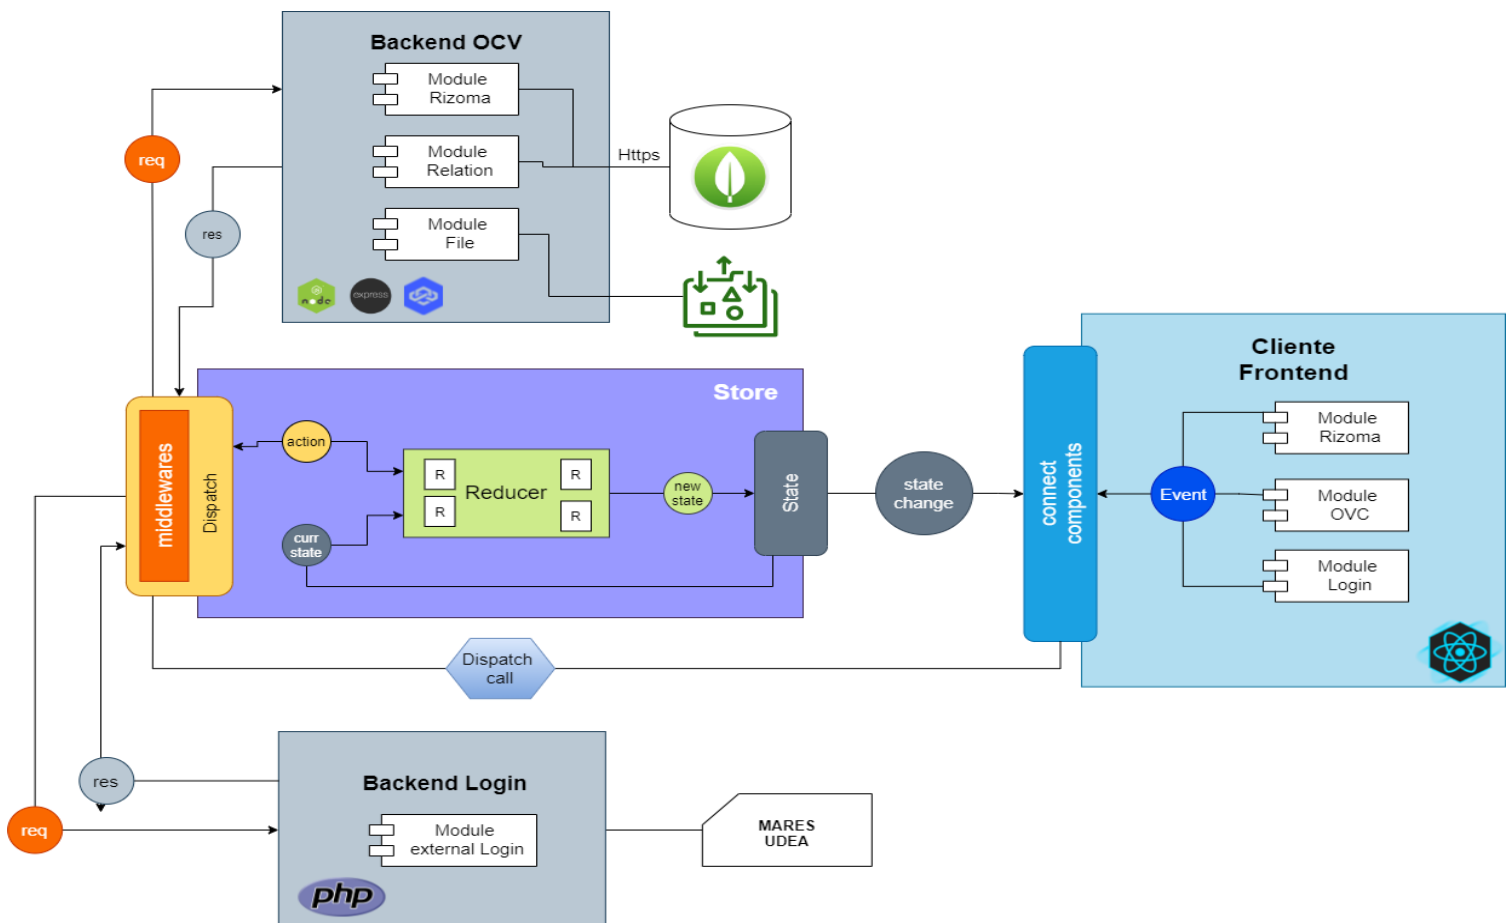 Backend OCV
Module
Rizoma
Module
Relation
Module
File
Https
req
res
node
express
Store
middlewares
Dispatch
action
curr
state
R
R
Reducer
R
R
new
state
State
state
change
connect
components
Cliente
Frontend
Event
Module
Rizoma
Module
OVC
Module
Login
Dispatch
call
res
req
Backend Login
Module
external Login
php
MARES
UDEA